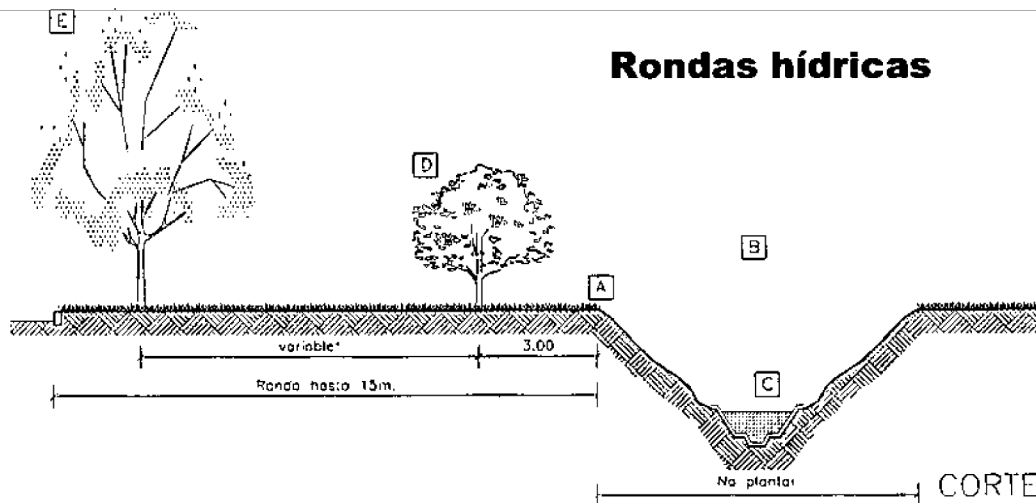 E
Rondas hídricas
D
B
A
variable*
3.00
Ronda hasta 15m.
C
No plantar
CORTE